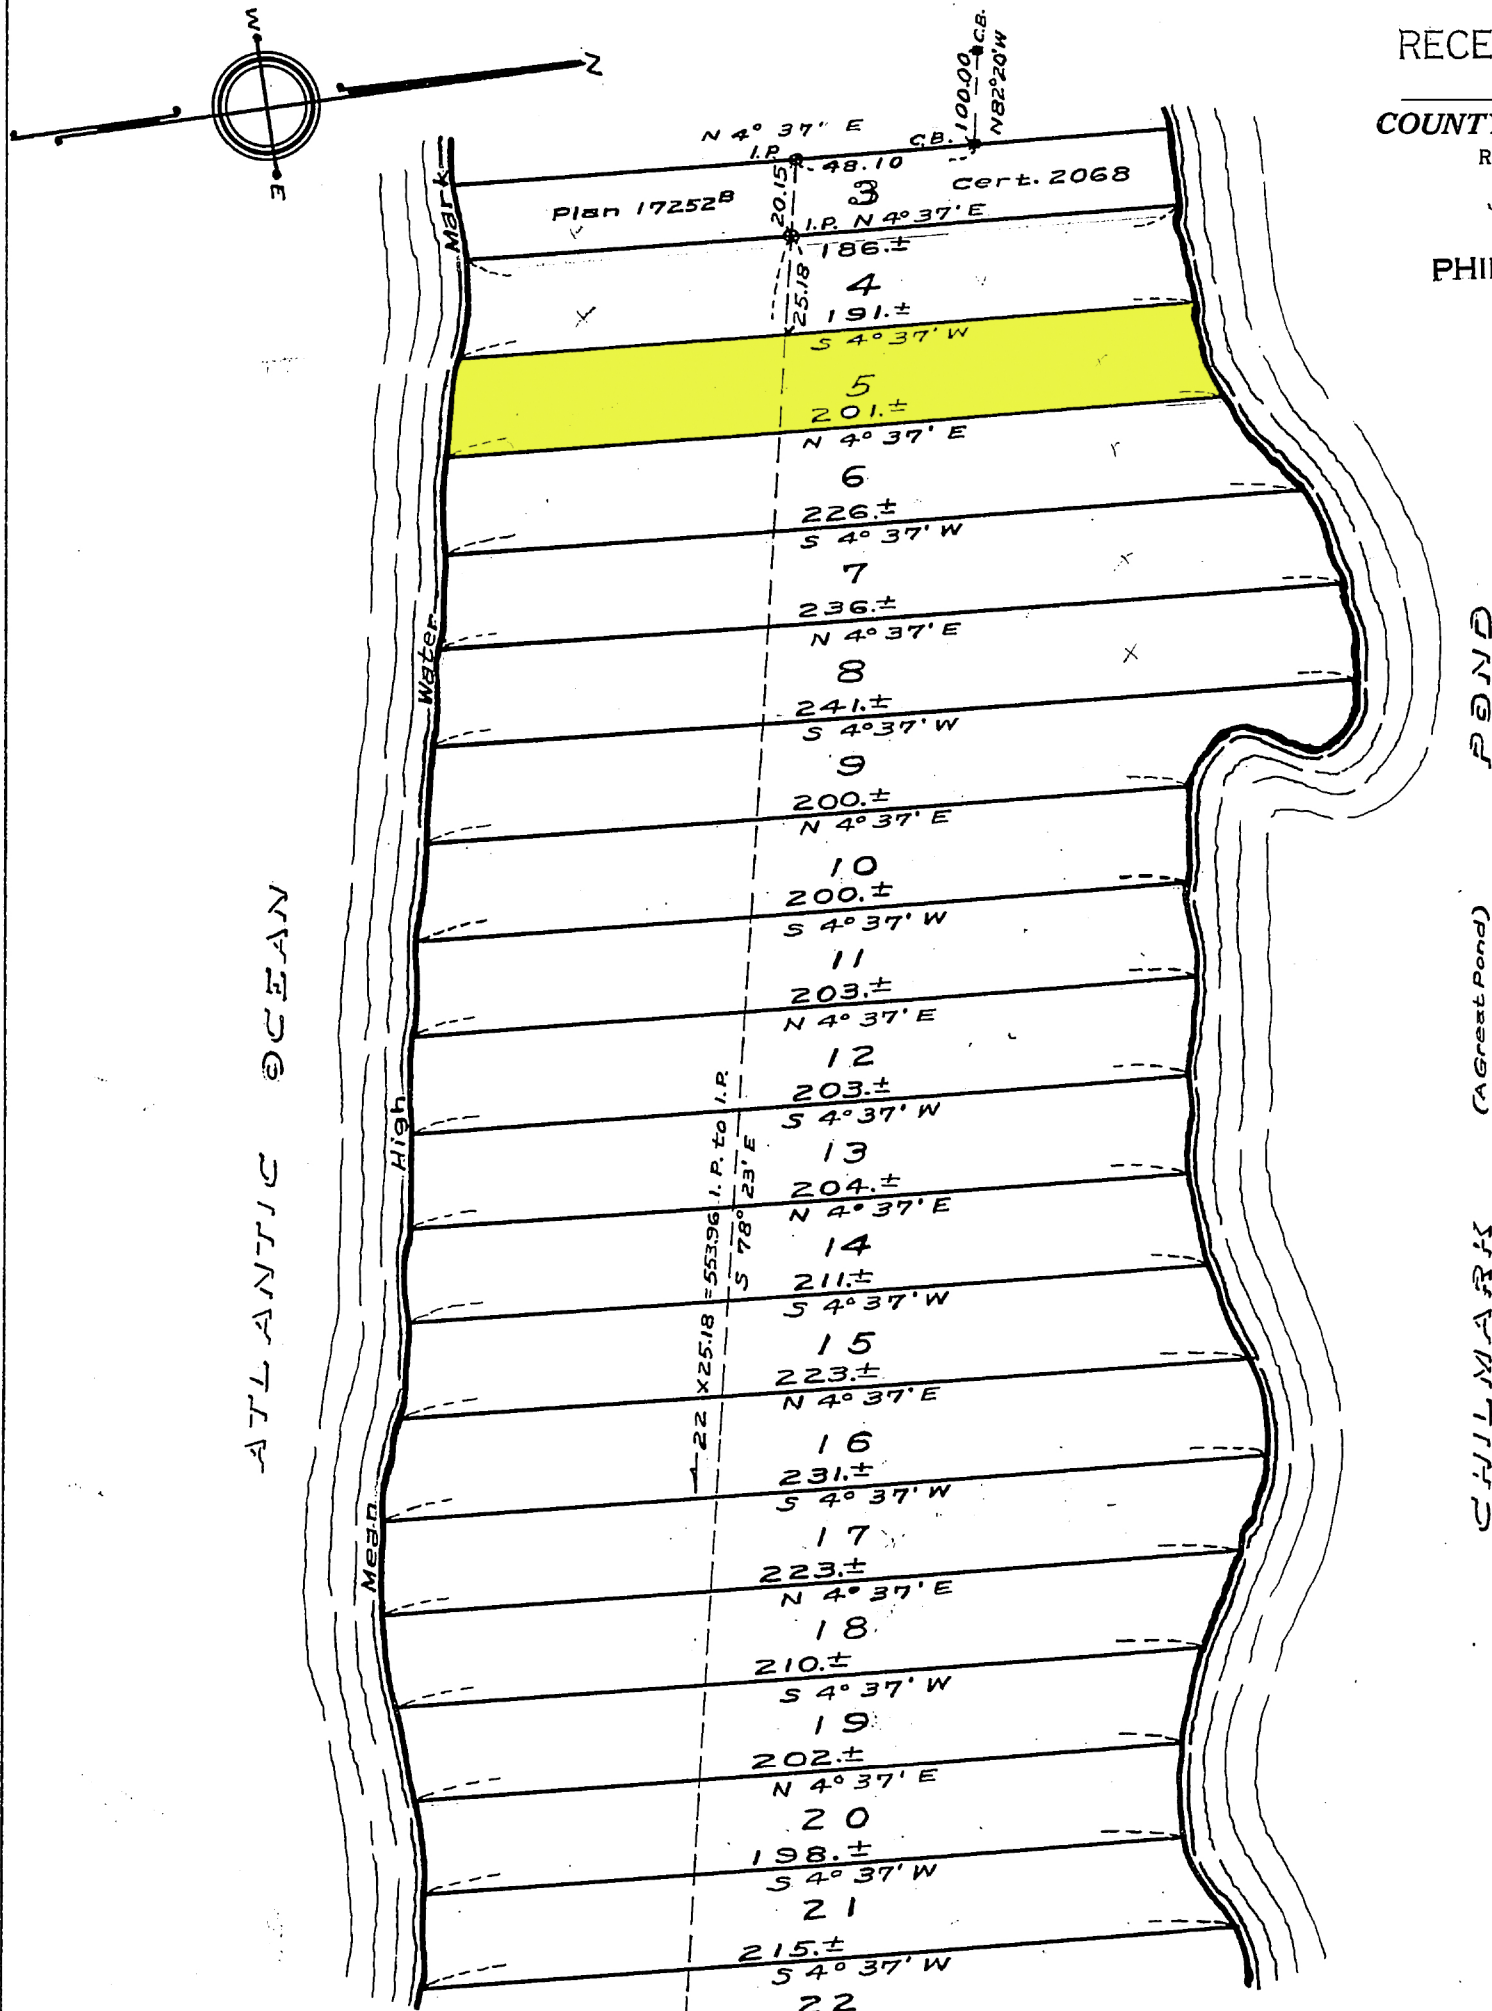 W
N
E
RECE
COUNTY
R
PHI
100.00
C.B.
N82°20'W
N 4° 37" E
I.P.
C.B.
48.10
20.15
Plan 17252B
3
Cert. 2068
I.P. N 4° 37' E
186.±
25.18
4
191.±
S 4° 37' W
5
201.±
N 4° 37' E
6
226.±
S 4° 37' W
7
236.±
N 4° 37' E
8
241.±
S 4° 37' W
9
200.±
N 4° 37' E
10
200.±
S 4° 37' W
11
203.±
N 4° 37' E
12
203.±
S 4° 37' W
13
204.±
N 4° 37' E
14
211.±
S 4° 37' W
15
223.±
N 4° 37' E
16
231.±
S 4° 37' W
17
223.±
N 4° 37' E
18
210.±
S 4° 37' W
19
202.±
N 4° 37' E
20
198.±
S 4° 37' W
21
215.±
S 4° 37' W
22
22 x 25.18 = 553.96 I.P. to I.P.
S 78° 23' E
Mean High Water Mark
ATLANTIC OCEAN
CHILMARK (A Great Pond) POND